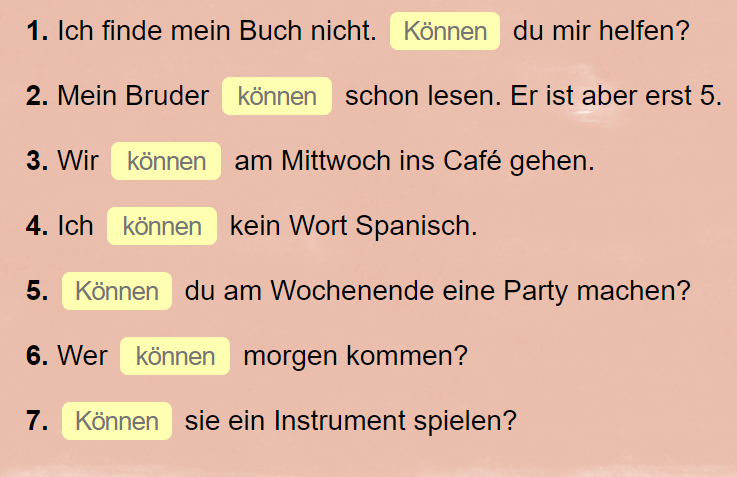 1. Ich finde mein Buch nicht. Können du mir helfen?
2. Mein Bruder können schon lesen. Er ist aber erst 5.
3. Wir können am Mittwoch ins Café gehen.
4. Ich können kein Wort Spanisch.
5. Können du am Wochenende eine Party machen?
6. Wer können morgen kommen?
7. Können sie ein Instrument spielen?